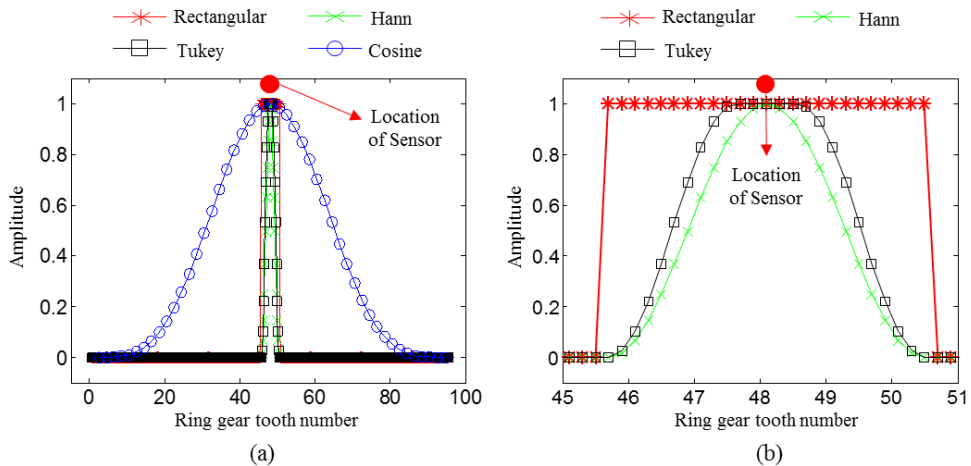 Rectangular Hann
Tukey Cosine
1
0.8
0.6
0.4
0.2
0
Amplitude
Location
of Sensor
0 20 40 60 80 100
Ring gear tooth number
(a)
Rectangular Hann
Tukey
1
0.8
0.6
0.4
0.2
0
Amplitude
Location
of Sensor
45 46 47 48 49 50 51
Ring gear tooth number
(b)